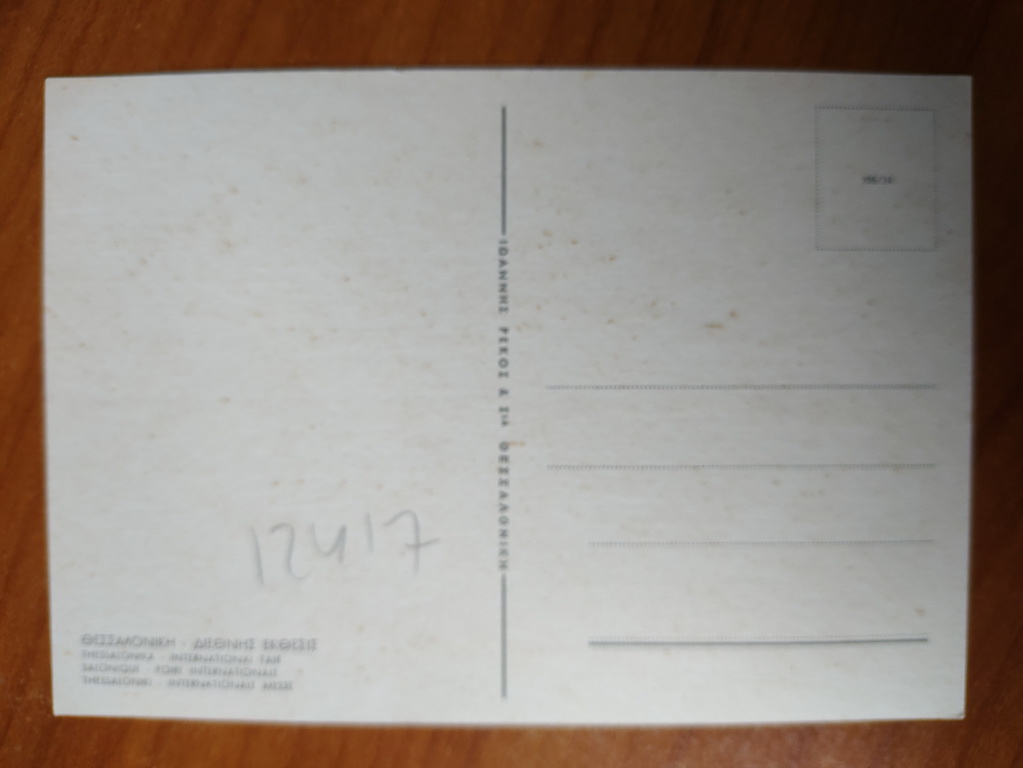 ΙΩΑΝΝΗΣ ΡΕΚΟΣ & Σια ΘΕΣΣΑΛΟΝΙΚΗ
12417
ΘΕΣΣΑΛΟΝΙΚΗ - ΔΙΕΘΝΗΣ ΕΚΘΕΣΙΣ
THESSALONIKA - INTERNATIONAL FAIR
SALONIQUE - FOIRE INTERNATIONALE
THESSALONIKI - INTERNATIONALE MESSE